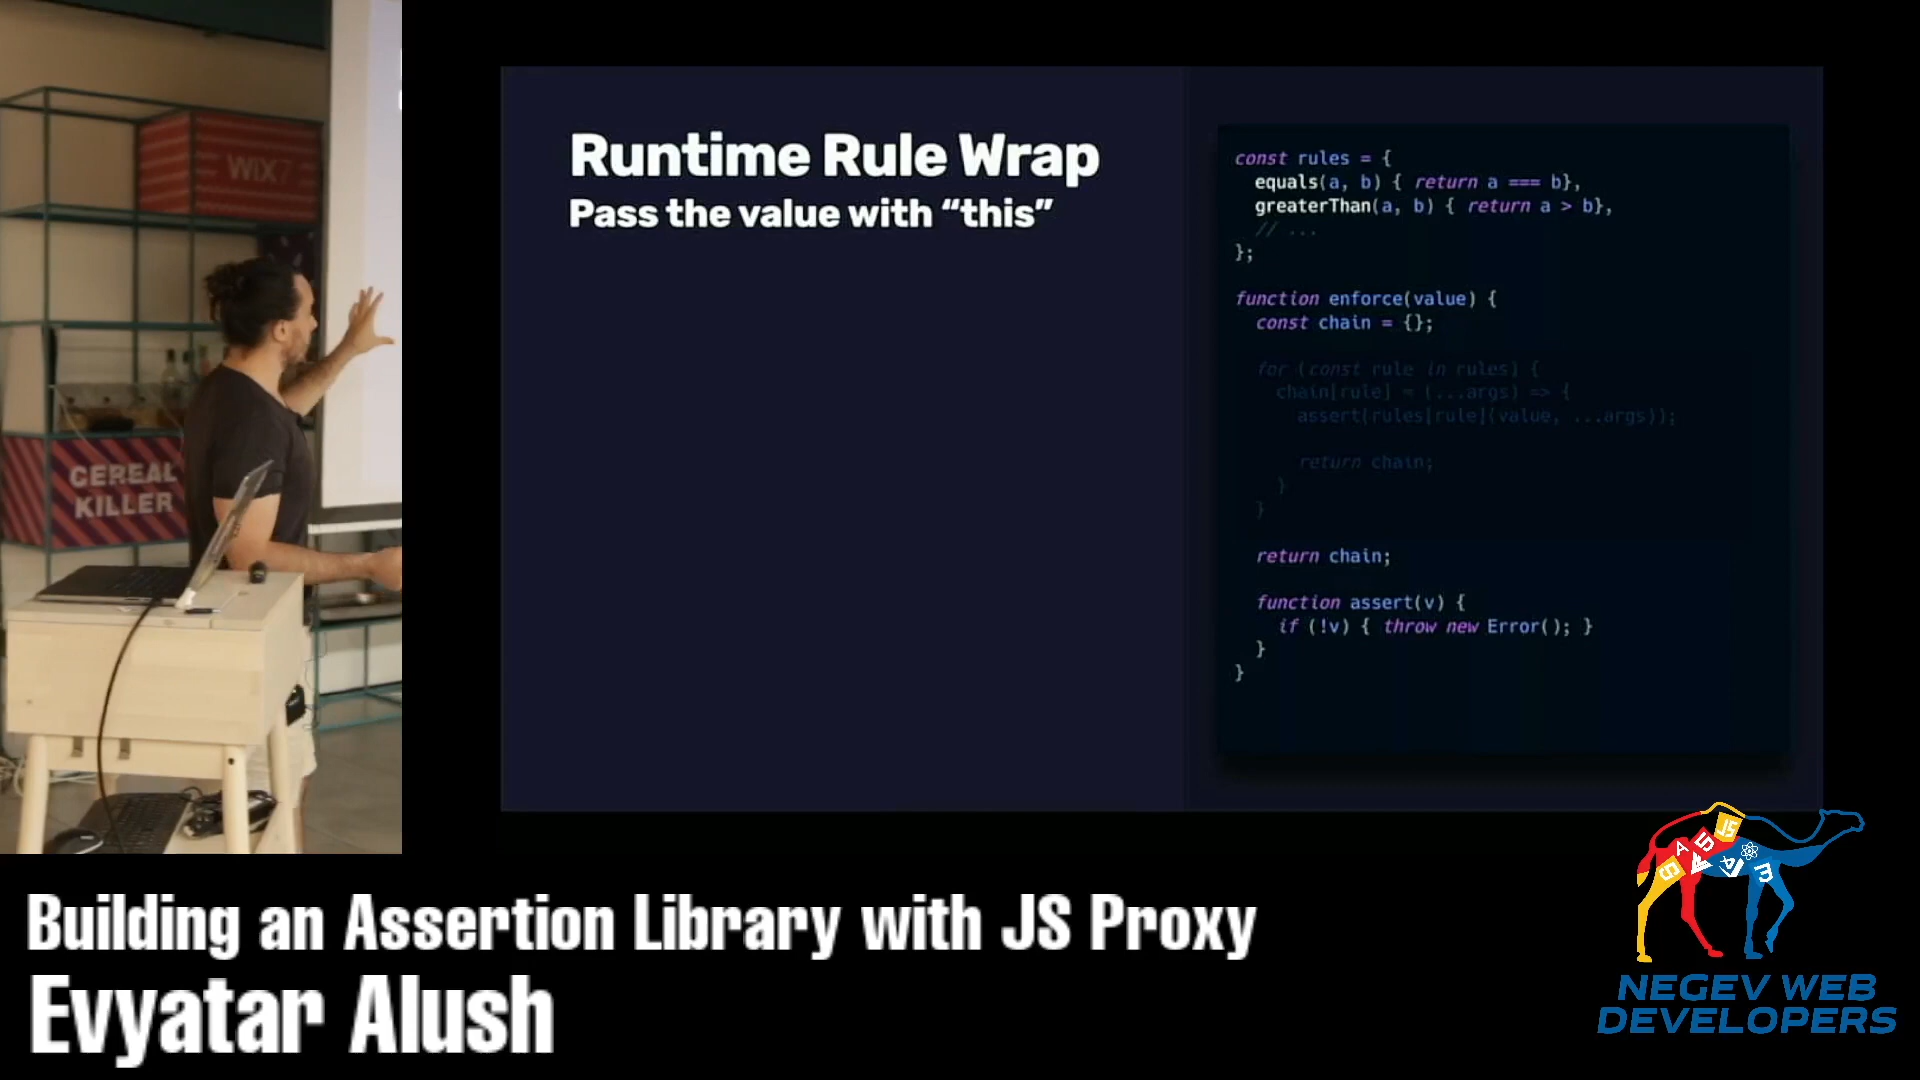 WIX
CEREAL
KILLER
Runtime Rule Wrap
Pass the value with “this”
const rules = {
equals(a, b) { return a === b},
greaterThan(a, b) { return a > b},
// ...
};
function enforce(value) {
const chain = {};
for (const rule in rules) {
chain[rule] = (...args) => {
assert(rules[rule](value, ...args));
return chain;
}
}
return chain;
function assert(v) {
if (!v) { throw new Error(); }
}
}
Building an Assertion Library with JS Proxy
Evyatar Alush
JS
NEGEV WEB
DEVELOPERS